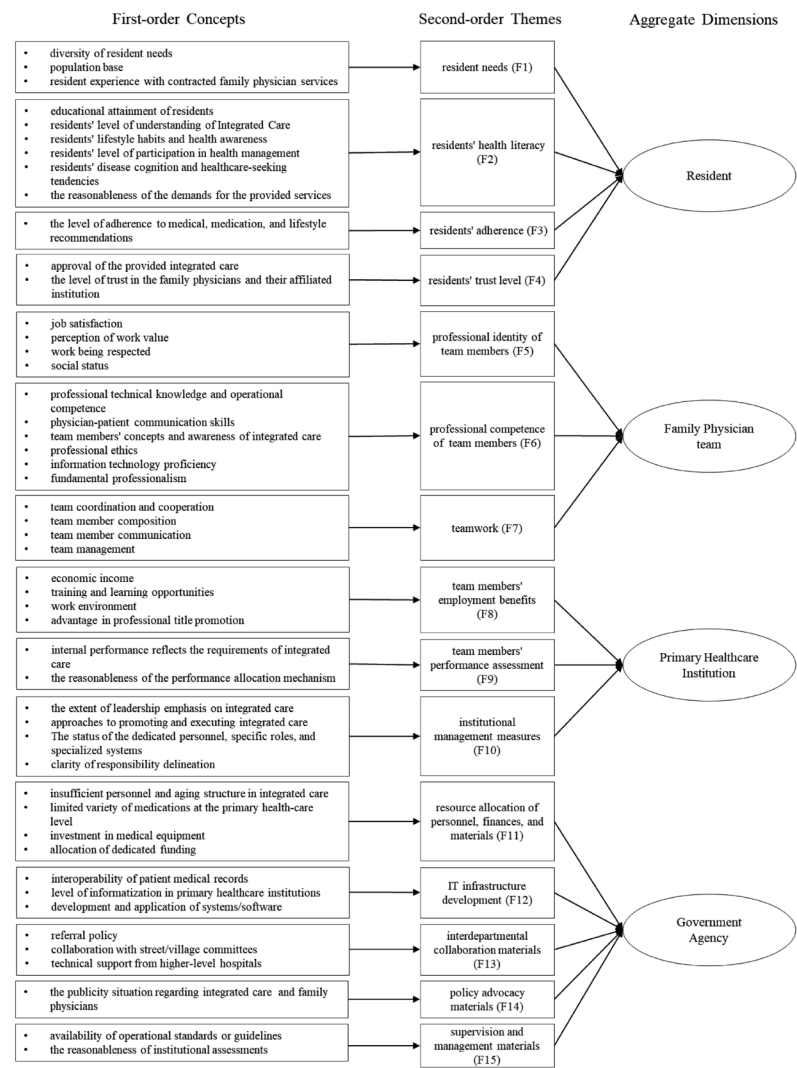 First-order Concepts
Second-order Themes
Aggregate Dimensions
• diversity of resident needs
• population base
• resident experience with contracted family physician services
resident needs (F1)
• educational attainment of residents
• residents' level of understanding of Integrated Care
• residents' lifestyle habits and health awareness
• residents' level of participation in health management
• residents' disease cognition and healthcare-seeking
tendencies
• the reasonableness of the demands for the provided services
residents' health literacy
(F2)
• the level of adherence to medical, medication, and lifestyle
recommendations
residents' adherence (F3)
• approval of the provided integrated care
• the level of trust in the family physicians and their affiliated
institution
residents' trust level (F4)
Resident
• job satisfaction
• perception of work value
• work being respected
• social status
professional identity of
team members (F5)
• professional technical knowledge and operational
competence
• physician-patient communication skills
• team members' concepts and awareness of integrated care
• professional ethics
• information technology proficiency
• fundamental professionalism
professional competence
of team members (F6)
• team coordination and cooperation
• team member composition
• team member communication
• team management
teamwork (F7)
Family Physician
team
• economic income
• training and learning opportunities
• work environment
• advantage in professional title promotion
team members'
employment benefits
(F8)
• internal performance reflects the requirements of integrated
care
• the reasonableness of the performance allocation mechanism
team members'
performance assessment
(F9)
• the extent of leadership emphasis on integrated care
• approaches to promoting and executing integrated care
• The status of the dedicated personnel, specific roles, and
specialized systems
• clarity of responsibility delineation
institutional
management measures
(F10)
Primary Healthcare
Institution
• insufficient personnel and aging structure in integrated care
• limited variety of medications at the primary health-care
level
• investment in medical equipment
• allocation of dedicated funding
resource allocation of
personnel, finances, and
materials (F11)
• interoperability of patient medical records
• level of informatization in primary healthcare institutions
• development and application of systems/software
IT infrastructure
development (F12)
• referral policy
• collaboration with street/village committees
• technical support from higher-level hospitals
interdepartmental
collaboration materials
(F13)
• the publicity situation regarding integrated care and family
physicians
policy advocacy
materials (F14)
• availability of operational standards or guidelines
• the reasonableness of institutional assessments
supervision and
management materials
(F15)
Government
Agency